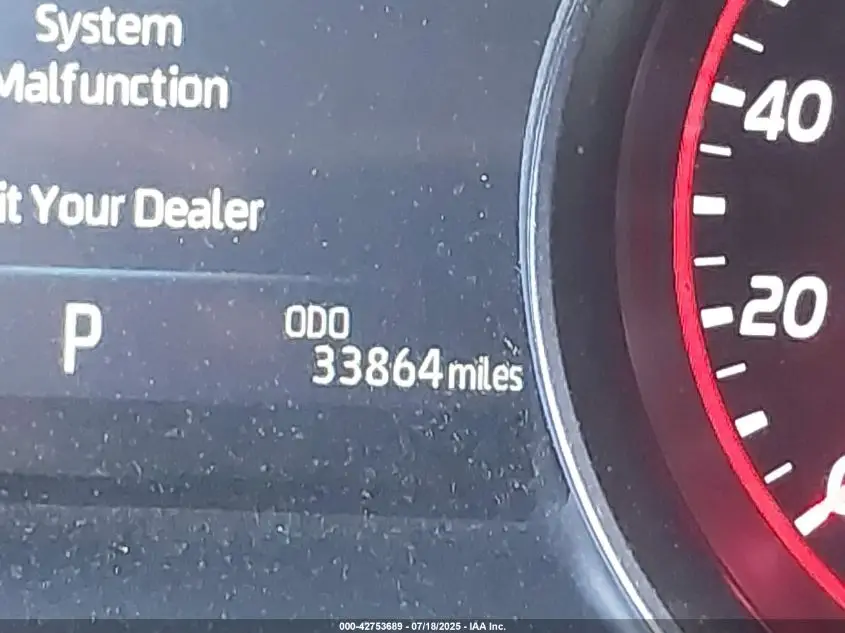 System
Malfunction
it Your Dealer
P
ODO
33864 miles
40
20
000-42753689 - 07/18/2025 - IAA Inc.